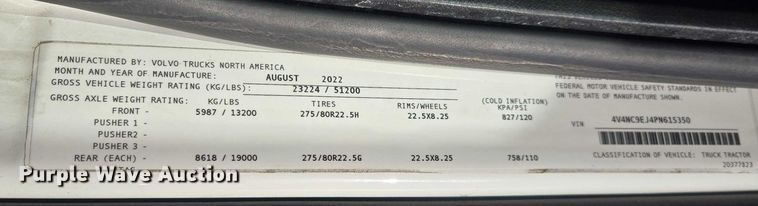 MANUFACTURED BY: VOLVO TRUCKS NORTH AMERICA
MONTH AND YEAR OF MANUFACTURE: AUGUST 2022
GROSS VEHICLE WEIGHT RATING (KG/LBS) 23224 / 51200
GROSS AXLE WEIGHT RATING: KG/LBS TIRES RIMS/WHEELS (COLD INFLATION) KPA/PSI
FRONT - 5987 / 13200 275/80R22.5H 22.5X8.25 827/120
PUSHER 1 -
PUSHER2 -
PUSHER 3 -
REAR (EACH) - 8618 / 19000 275/80R22.5G 22.5X8.25 758/110
FEDERAL MOTOR VEHICLE SAFETY STANDARDS IN EFFECT
ON THE DATE OF MANUFACTURE SHOWN.
VIN 4V4NC9EJ4PN615350
CLASSIFICATION OF VEHICLE: TRUCK TRACTOR
20377823
Purple Wave Auction